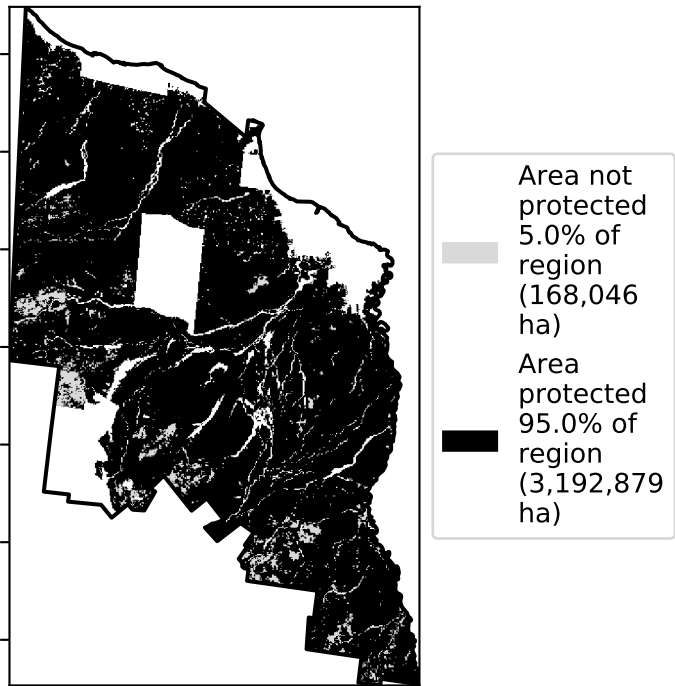 Area not
protected
5.0% of
region
(168,046
ha)
Area
protected
95.0% of
region
(3,192,879
ha)